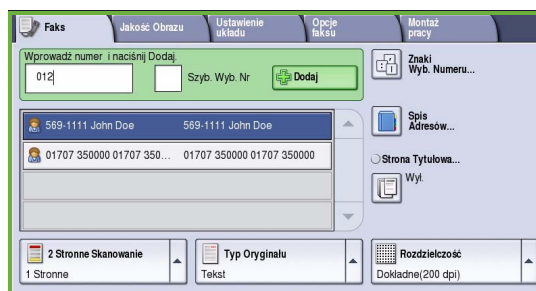 Faks
Jakość Obrazu
Ustawienie układu
Opcje faksu
Montaż pracy
Wprowadź numer i naciśnij Dodaj.
012
Szyb. Wyb. Nr
Dodaj
Znaki
Wyb. Numeru...
569-1111 John Doe 569-1111 John Doe
01707 350000 01707 350... 01707 350000 01707 350000
Spis
Adresów...
Strona Tytułowa...
Wył.
2 Stronne Skanowanie
1 Stronne
Typ Oryginału
Tekst
Rozdzielczość
Dokładne(200 dpi)